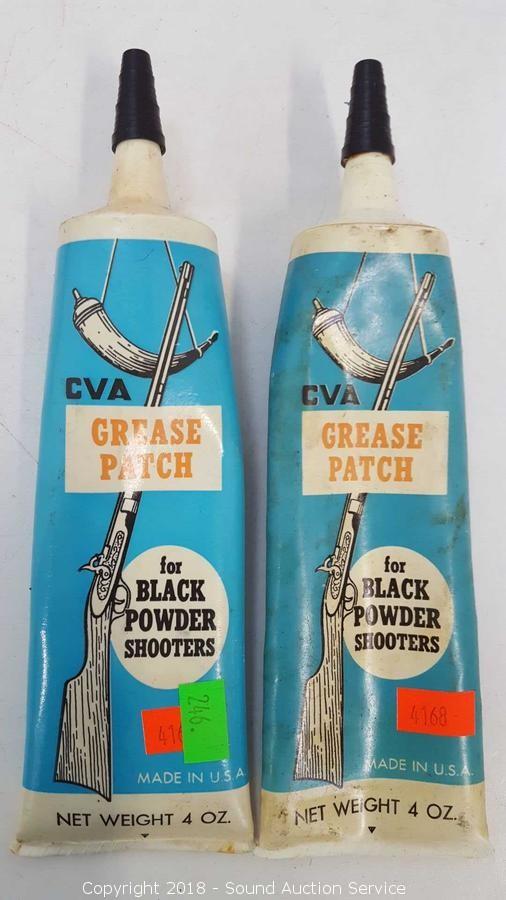 CVA
GREASE
PATCH
for
BLACK
POWDER
SHOOTERS
416
246.
MADE IN U.S.A.
NET WEIGHT 4 OZ.
CVA
GREASE
PATCH
for
BLACK
POWDER
SHOOTERS
4168
MADE IN U.S.A.
NET WEIGHT 4 OZ.
Copyright 2018 - Sound Auction Service